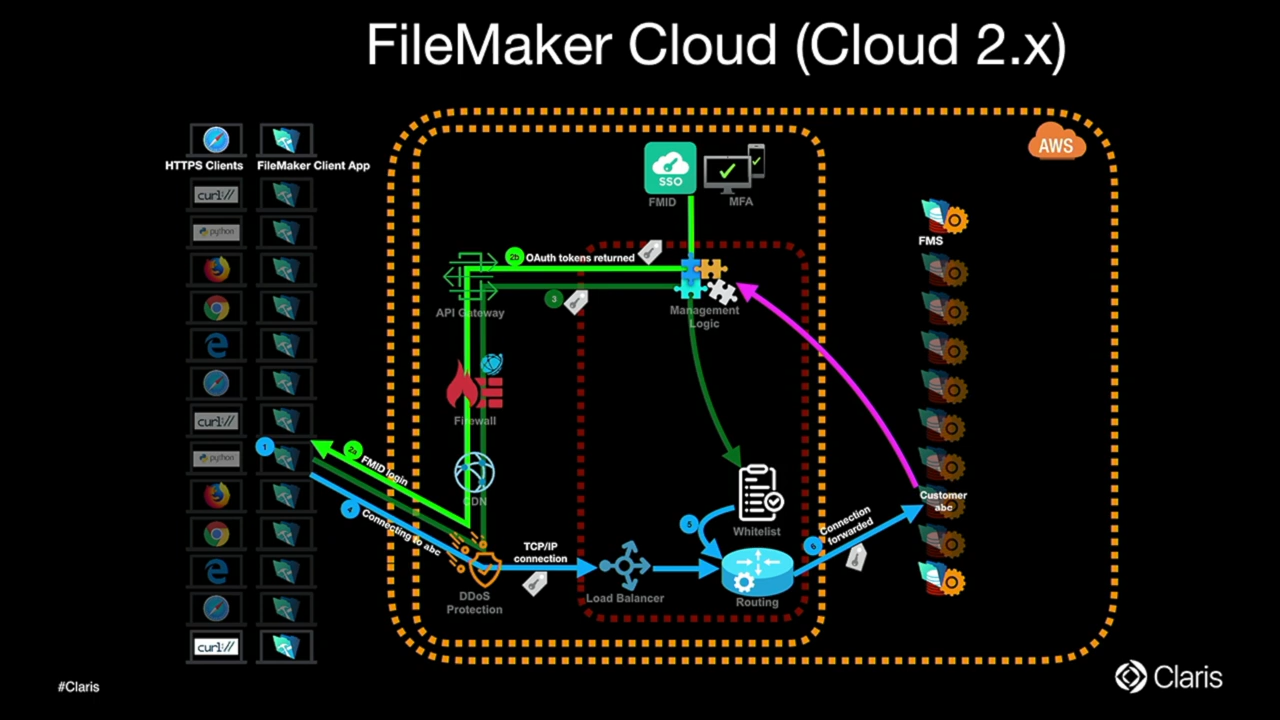 FileMaker Cloud (Cloud 2.x)
AWS
HTTPS Clients
FileMaker Client App
SSO
FMID
MFA
FMS
curl://
python
2b OAuth tokens returned
3
API Gateway
Management
Logic
Firewall
curl://
1
python
2a FMID login
CDN
4 Connecting to abc
Customer
abc
5
Whitelist
6 Connection
forwarded
TCP/IP
connection
DDoS
Protection
Load Balancer
Routing
curl://
#Claris
Claris